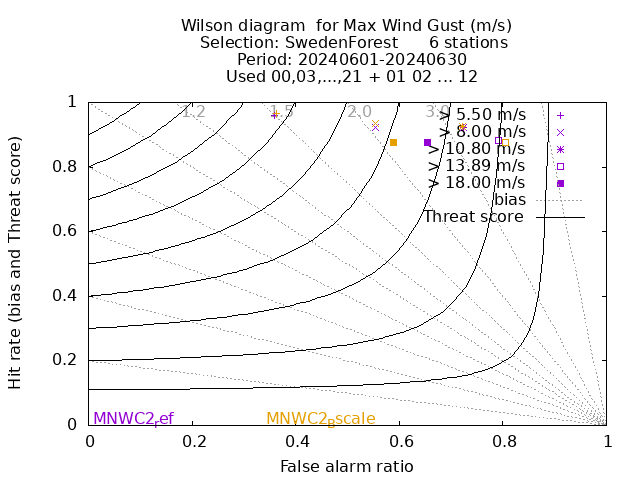 Wilson diagram  for Max Wind Gust (m/s)
Selection: SwedenForest      6 stations
Period: 20240601-20240630
Used 00,03,...,21 + 01 02 ... 12
Hit rate (bias and Threat score)
1
0.8
0.6
0.4
0.2
0
1.2 1.5 2.0 3.0
> 5.50 m/s
> 8.00 m/s
> 10.80 m/s
> 13.89 m/s
> 18.00 m/s
bias
Threat score
MNWC2ref MNWC2Bscale
0 0.2 0.4 0.6 0.8 1
False alarm ratio